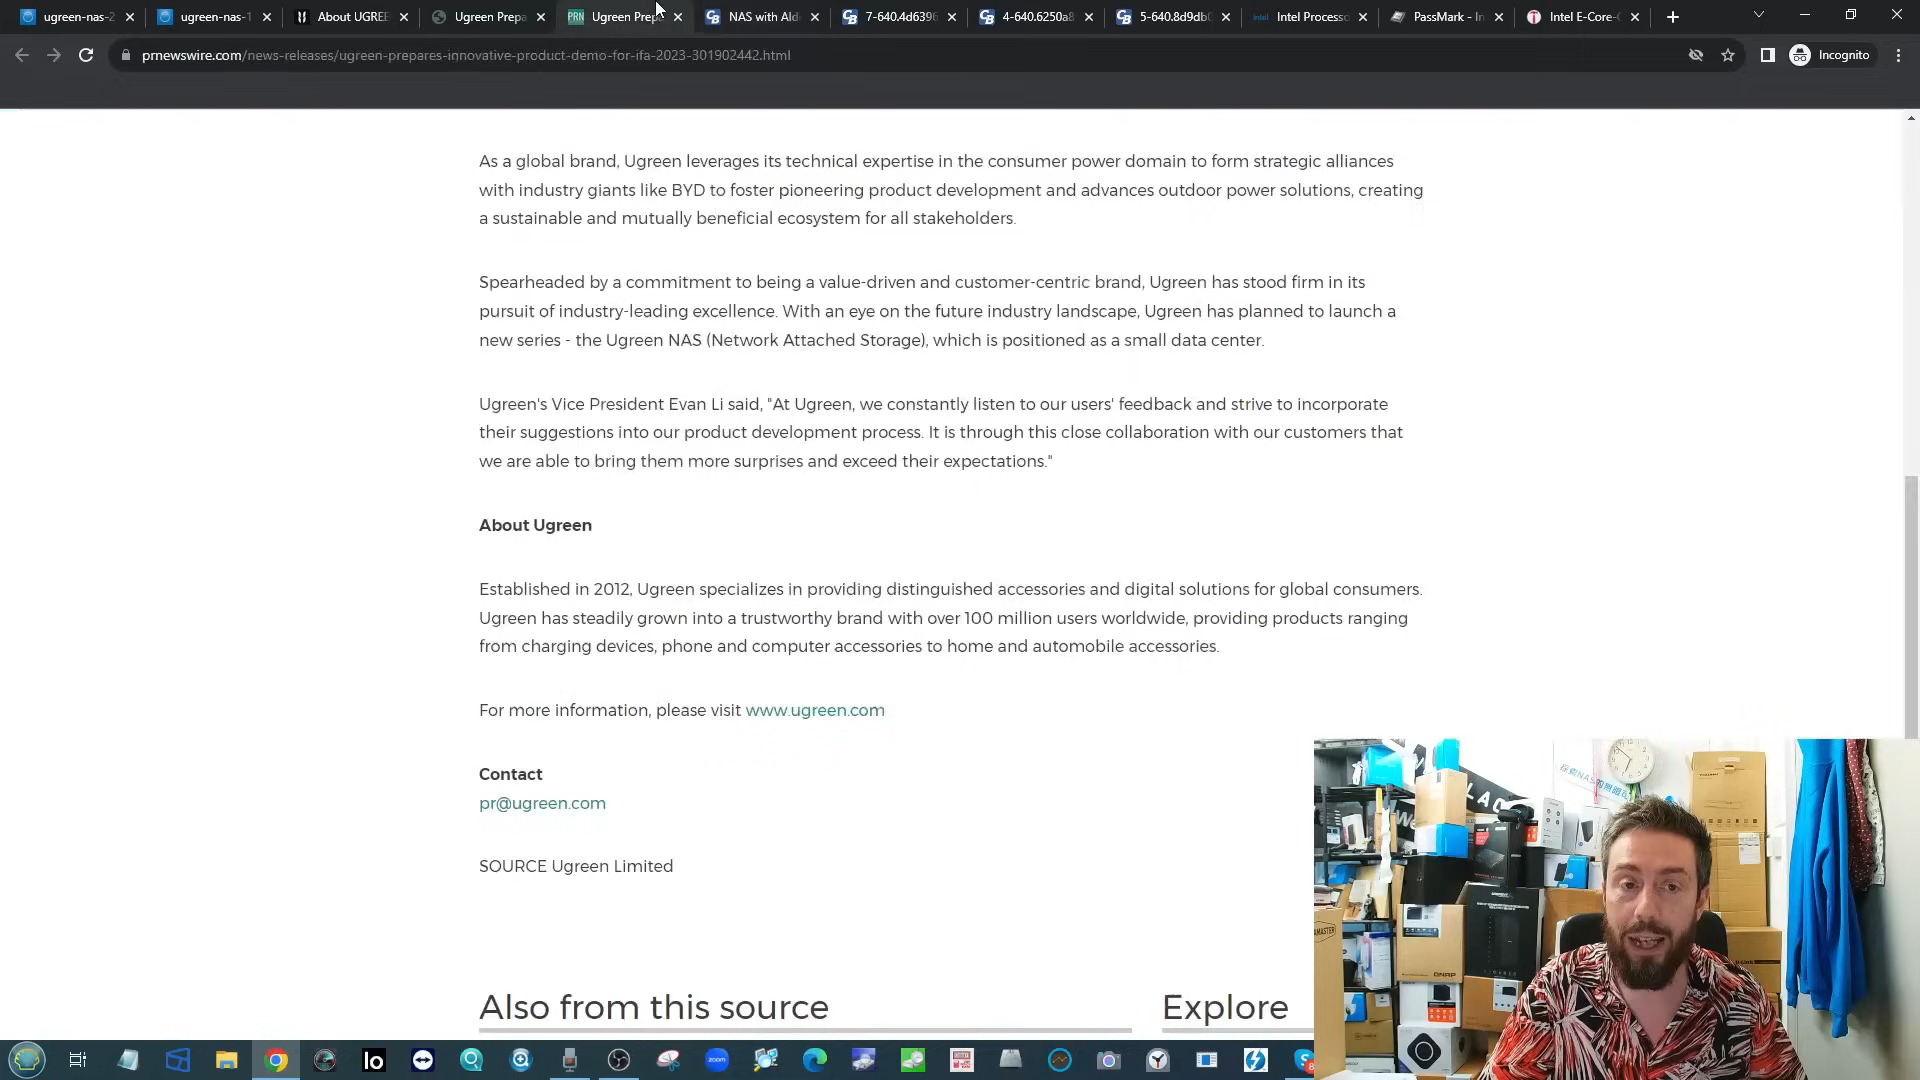 ugreen-nas-2
ugreen-nas-1
About UGREE
Ugreen Prepa
PRN
Ugreen Prep
CB
NAS with Ald
CB
7-640.4d6396
CB
4-640.6250a8
CB
5-640.8d9db
intel
Intel Processo
PassMark - In
Intel E-Core-
prnewswire.com/news-releases/ugreen-prepares-innovative-product-demo-for-ifa-2023-301902442.html
Incognito
As a global brand, Ugreen leverages its technical expertise in the consumer power domain to form strategic alliances
with industry giants like BYD to foster pioneering product development and advances outdoor power solutions, creating
a sustainable and mutually beneficial ecosystem for all stakeholders.
Spearheaded by a commitment to being a value-driven and customer-centric brand, Ugreen has stood firm in its
pursuit of industry-leading excellence. With an eye on the future industry landscape, Ugreen has planned to launch a
new series - the Ugreen NAS (Network Attached Storage), which is positioned as a small data center.
Ugreen's Vice President Evan Li said, "At Ugreen, we constantly listen to our users' feedback and strive to incorporate
their suggestions into our product development process. It is through this close collaboration with our customers that
we are able to bring them more surprises and exceed their expectations."
About Ugreen
Established in 2012, Ugreen specializes in providing distinguished accessories and digital solutions for global consumers.
Ugreen has steadily grown into a trustworthy brand with over 100 million users worldwide, providing products ranging
from charging devices, phone and computer accessories to home and automobile accessories.
For more information, please visit www.ugreen.com
Contact
pr@ugreen.com
SOURCE Ugreen Limited
Also from this source
Explore
QNAP
lo
zoom